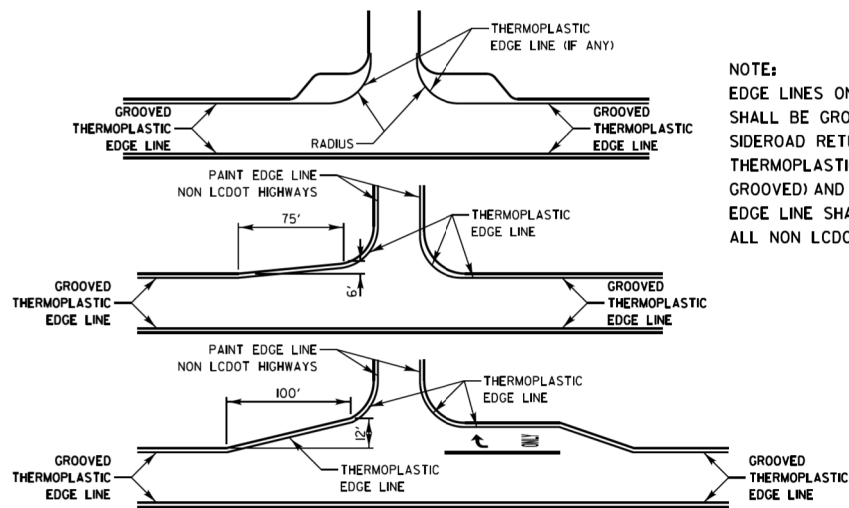 THERMOPLASTIC
EDGE LINE (IF ANY)
GROOVED
THERMOPLASTIC
EDGE LINE
RADIUS
GROOVED
THERMOPLASTIC
EDGE LINE
NOTE:
EDGE LINES ON
SHALL BE GRO
SIDEROAD RET
THERMOPLASTI
GROOVED) AND
EDGE LINE SHA
ALL NON LCDO
PAINT EDGE LINE
NON LCDOT HIGHWAYS
75'
THERMOPLASTIC
EDGE LINE
6'
GROOVED
THERMOPLASTIC
EDGE LINE
GROOVED
THERMOPLASTIC
EDGE LINE
PAINT EDGE LINE
NON LCDOT HIGHWAYS
100'
THERMOPLASTIC
EDGE LINE
12'
ONLY
GROOVED
THERMOPLASTIC
EDGE LINE
THERMOPLASTIC
EDGE LINE
GROOVED
THERMOPLASTIC
EDGE LINE